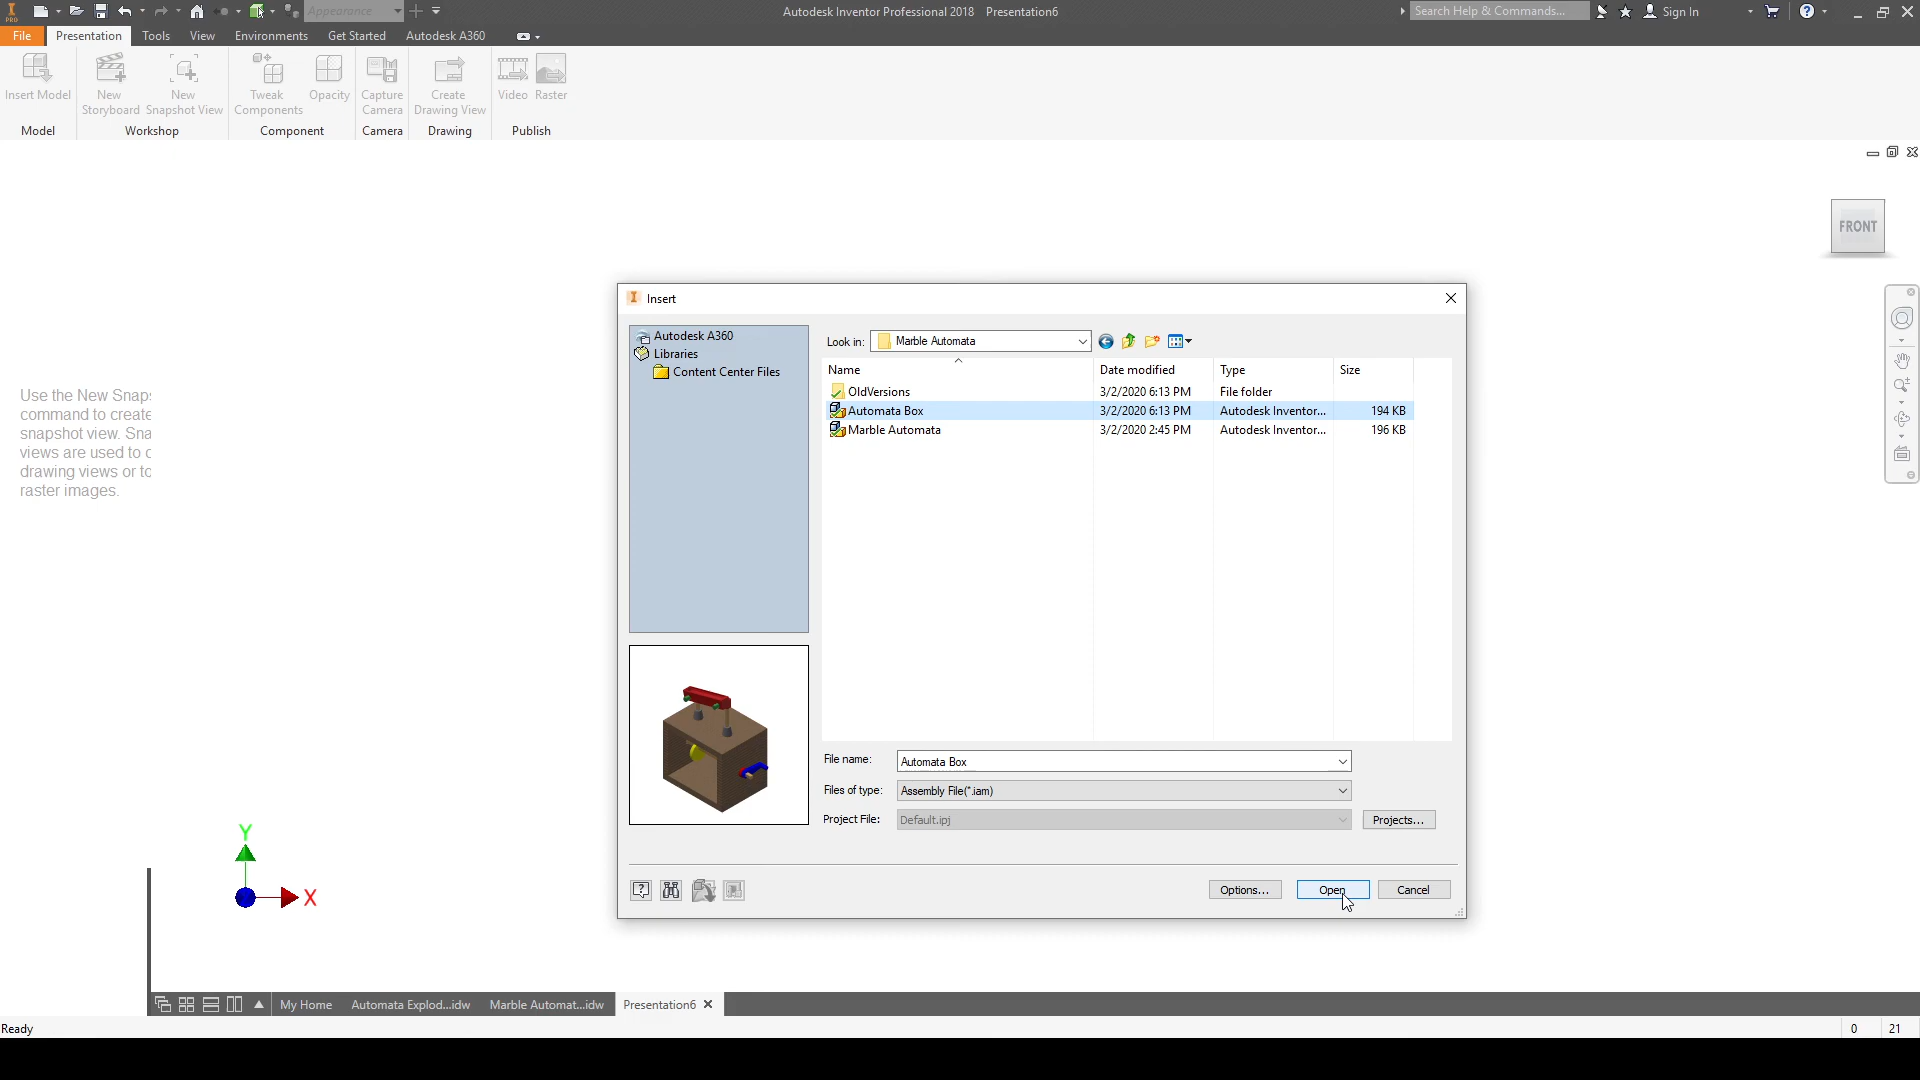 PRO
Appearance
Autodesk Inventor Professional 2018 Presentation6
Search Help & Commands...
Sign In
File Presentation Tools View Environments Get Started Autodesk A360
Insert Model
New Storyboard
New Snapshot View
Tweak Components
Opacity
Capture Camera
Create Drawing View
Video Raster
Model Workshop Component Camera Drawing Publish
FRONT
Insert
Autodesk A360
Libraries
Content Center Files
Look in: Marble Automata
Name Date modified Type Size
OldVersions 3/2/2020 6:13 PM File folder
Automata Box 3/2/2020 6:13 PM Autodesk Inventor... 194 KB
Marble Automata 3/2/2020 2:45 PM Autodesk Inventor... 196 KB
Use the New Snap
command to create
snapshot view. Sna
views are used to
drawing views or to
raster images.
File name: Automata Box
Files of type: Assembly File(*.iam)
Project File: Default.ipj Projects...
Options... Open Cancel
Y
X
My Home Automata Explod...idw Marble Automat...idw Presentation6
Ready 0 21